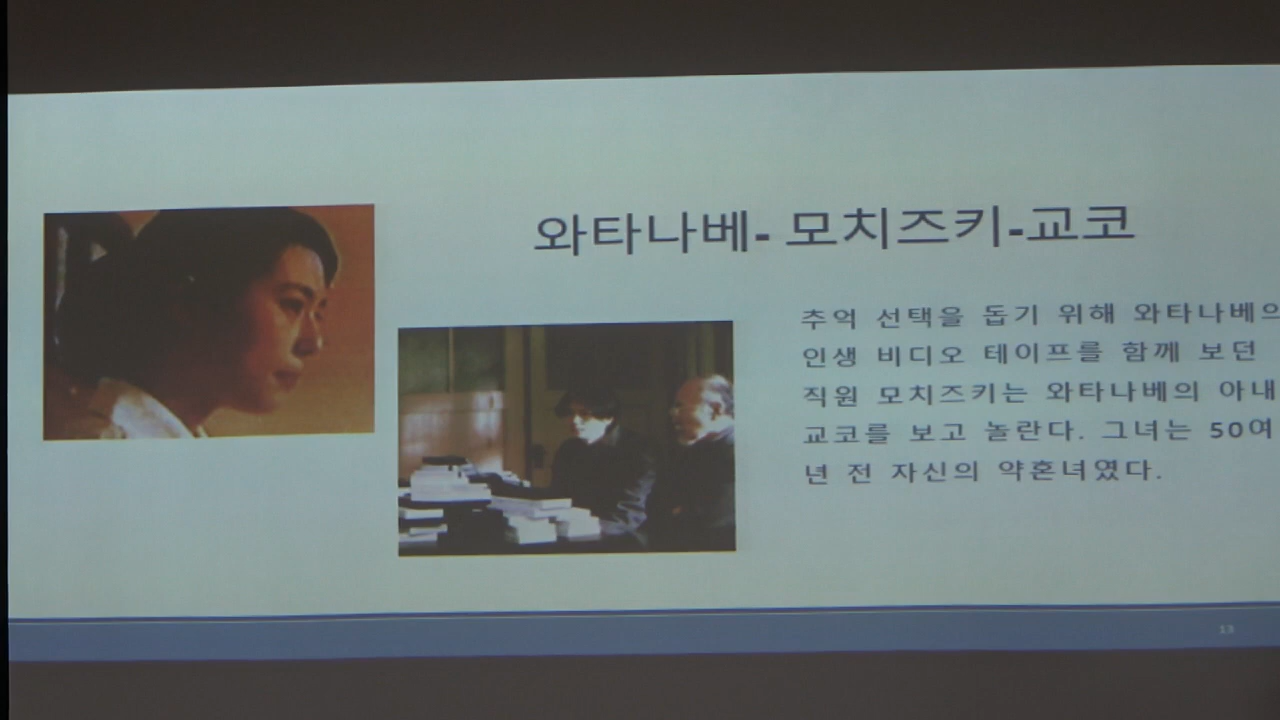 와타나베- 모치즈키-교코
추억 선택을 돕기 위해 와타나베의
인생 비디오 테이프를 함께 보던
직원 모치즈키는 와타나베의 아내
교코를 보고 놀란다. 그녀는 50여
년 전 자신의 약혼녀였다.
13